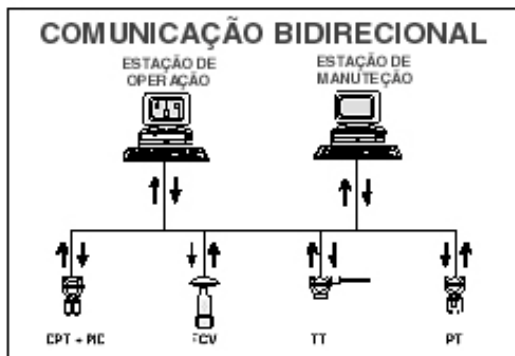 COMUNICAÇÃO BIDIRECIONAL
ESTAÇÃO DE
OPERAÇÃO
ESTAÇÃO DE
MANUTEÇÃO
TT
PT